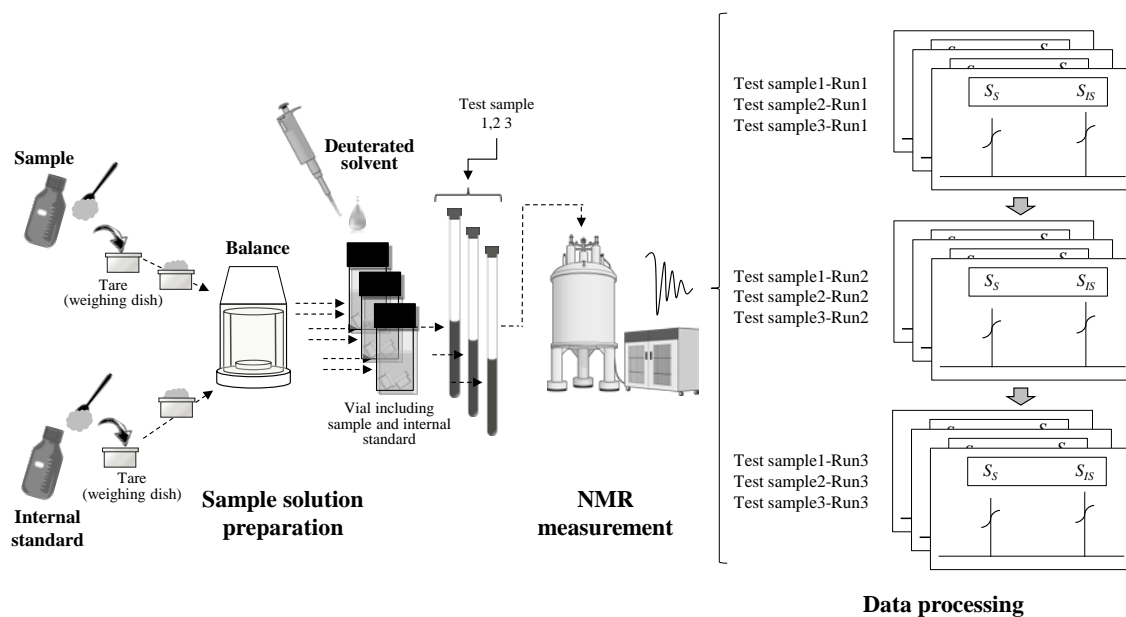 Sample
Tare
(weighing dish)
Internal
standard
Tare
(weighing dish)
Balance
Deuterated
solvent
Test sample
1,2 3
Vial including
sample and internal
standard
Sample solution
preparation
NMR
measurement
Test sample1-Run1
Test sample2-Run1
Test sample3-Run1
S S
S
S_S S_IS
Test sample1-Run2
Test sample2-Run2
Test sample3-Run2
S S
S S
S_S S_IS
Test sample1-Run3
Test sample2-Run3
Test sample3-Run3
S S
S S
S_S S_IS
Data processing